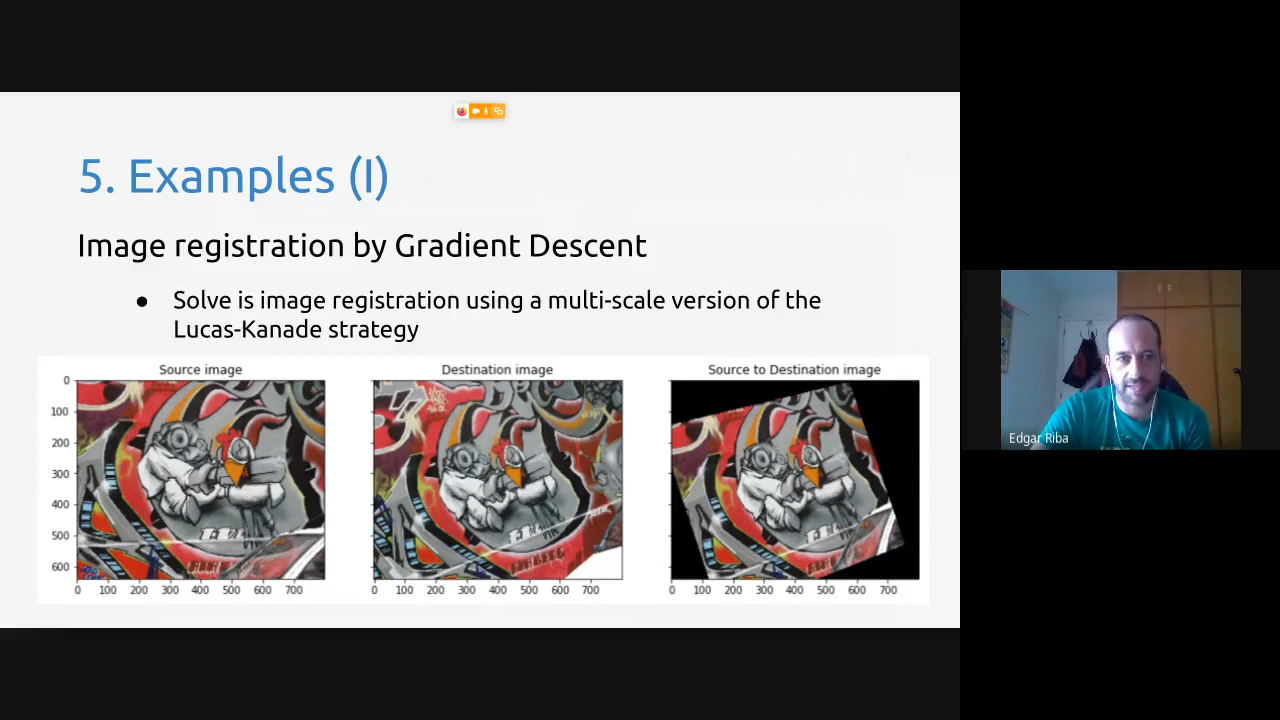 5. Examples (I)
Image registration by Gradient Descent
● Solve is image registration using a multi-scale version of the
Lucas-Kanade strategy
Source image
Destination image
Source to Destination image
0
100
200
300
400
500
600
0 100 200 300 400 500 600 700
0 100 200 300 400 500 600 700
0 100 200 300 400 500 600 700
Edgar Riba